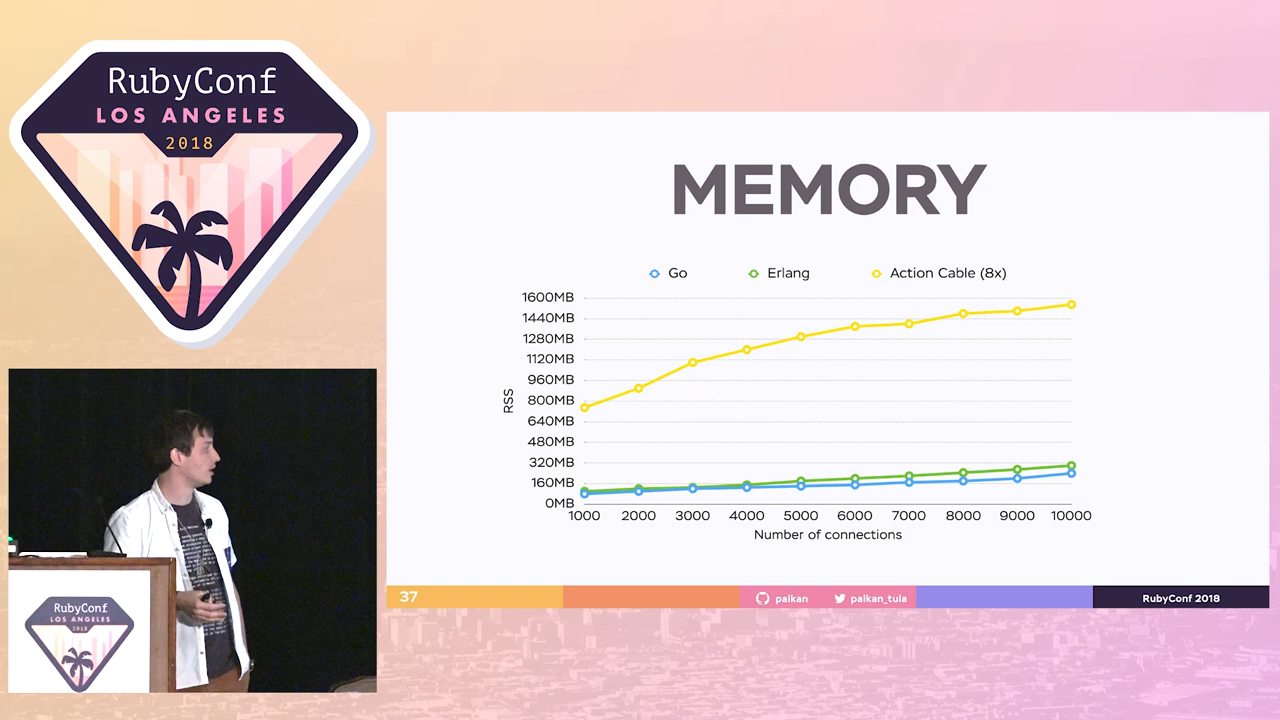 RubyConf
LOS ANGELES
2018
MEMORY
Go
Erlang
Action Cable (8x)
1600MB
1440MB
1280MB
1120MB
960MB
800MB
640MB
480MB
320MB
160MB
0MB
RSS
1000 2000 3000 4000 5000 6000 7000 8000 9000 10000
Number of connections
37
palkan
palkan_tula
RubyConf 2018
RubyConf
LOS ANGELES
2018